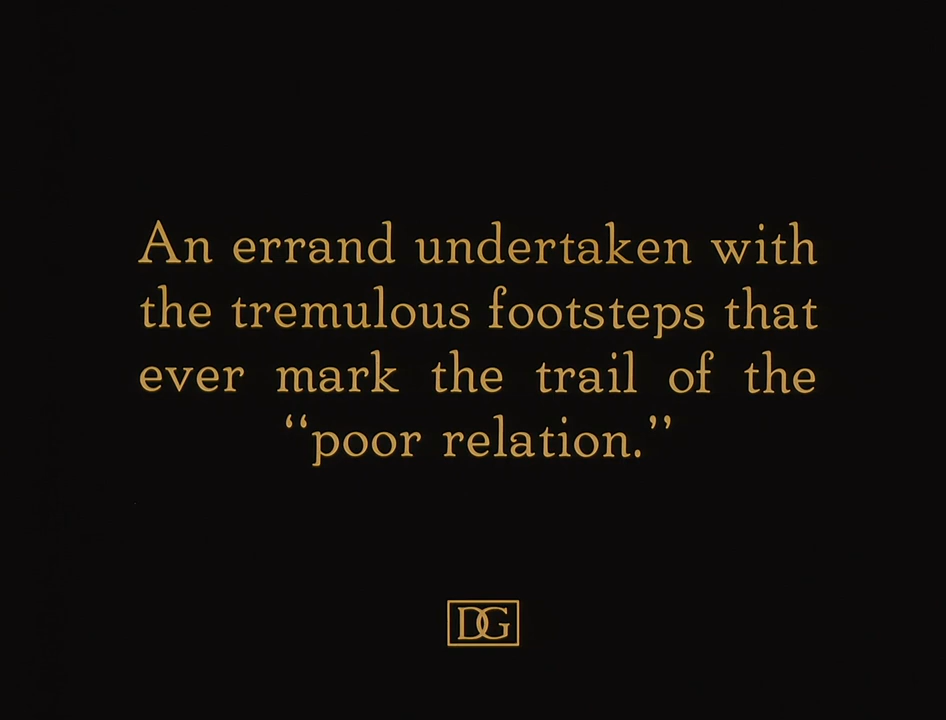 An errand undertaken with
the tremulous footsteps that
ever mark the trail of the
“poor relation.”
DG